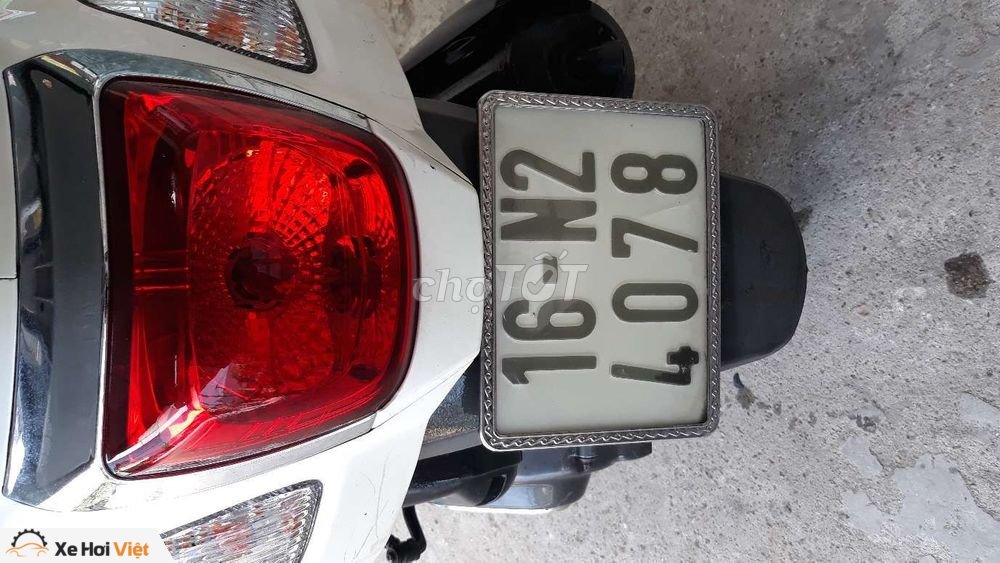 16-N2
4078
chợTỐT
Xe Hơi Việt